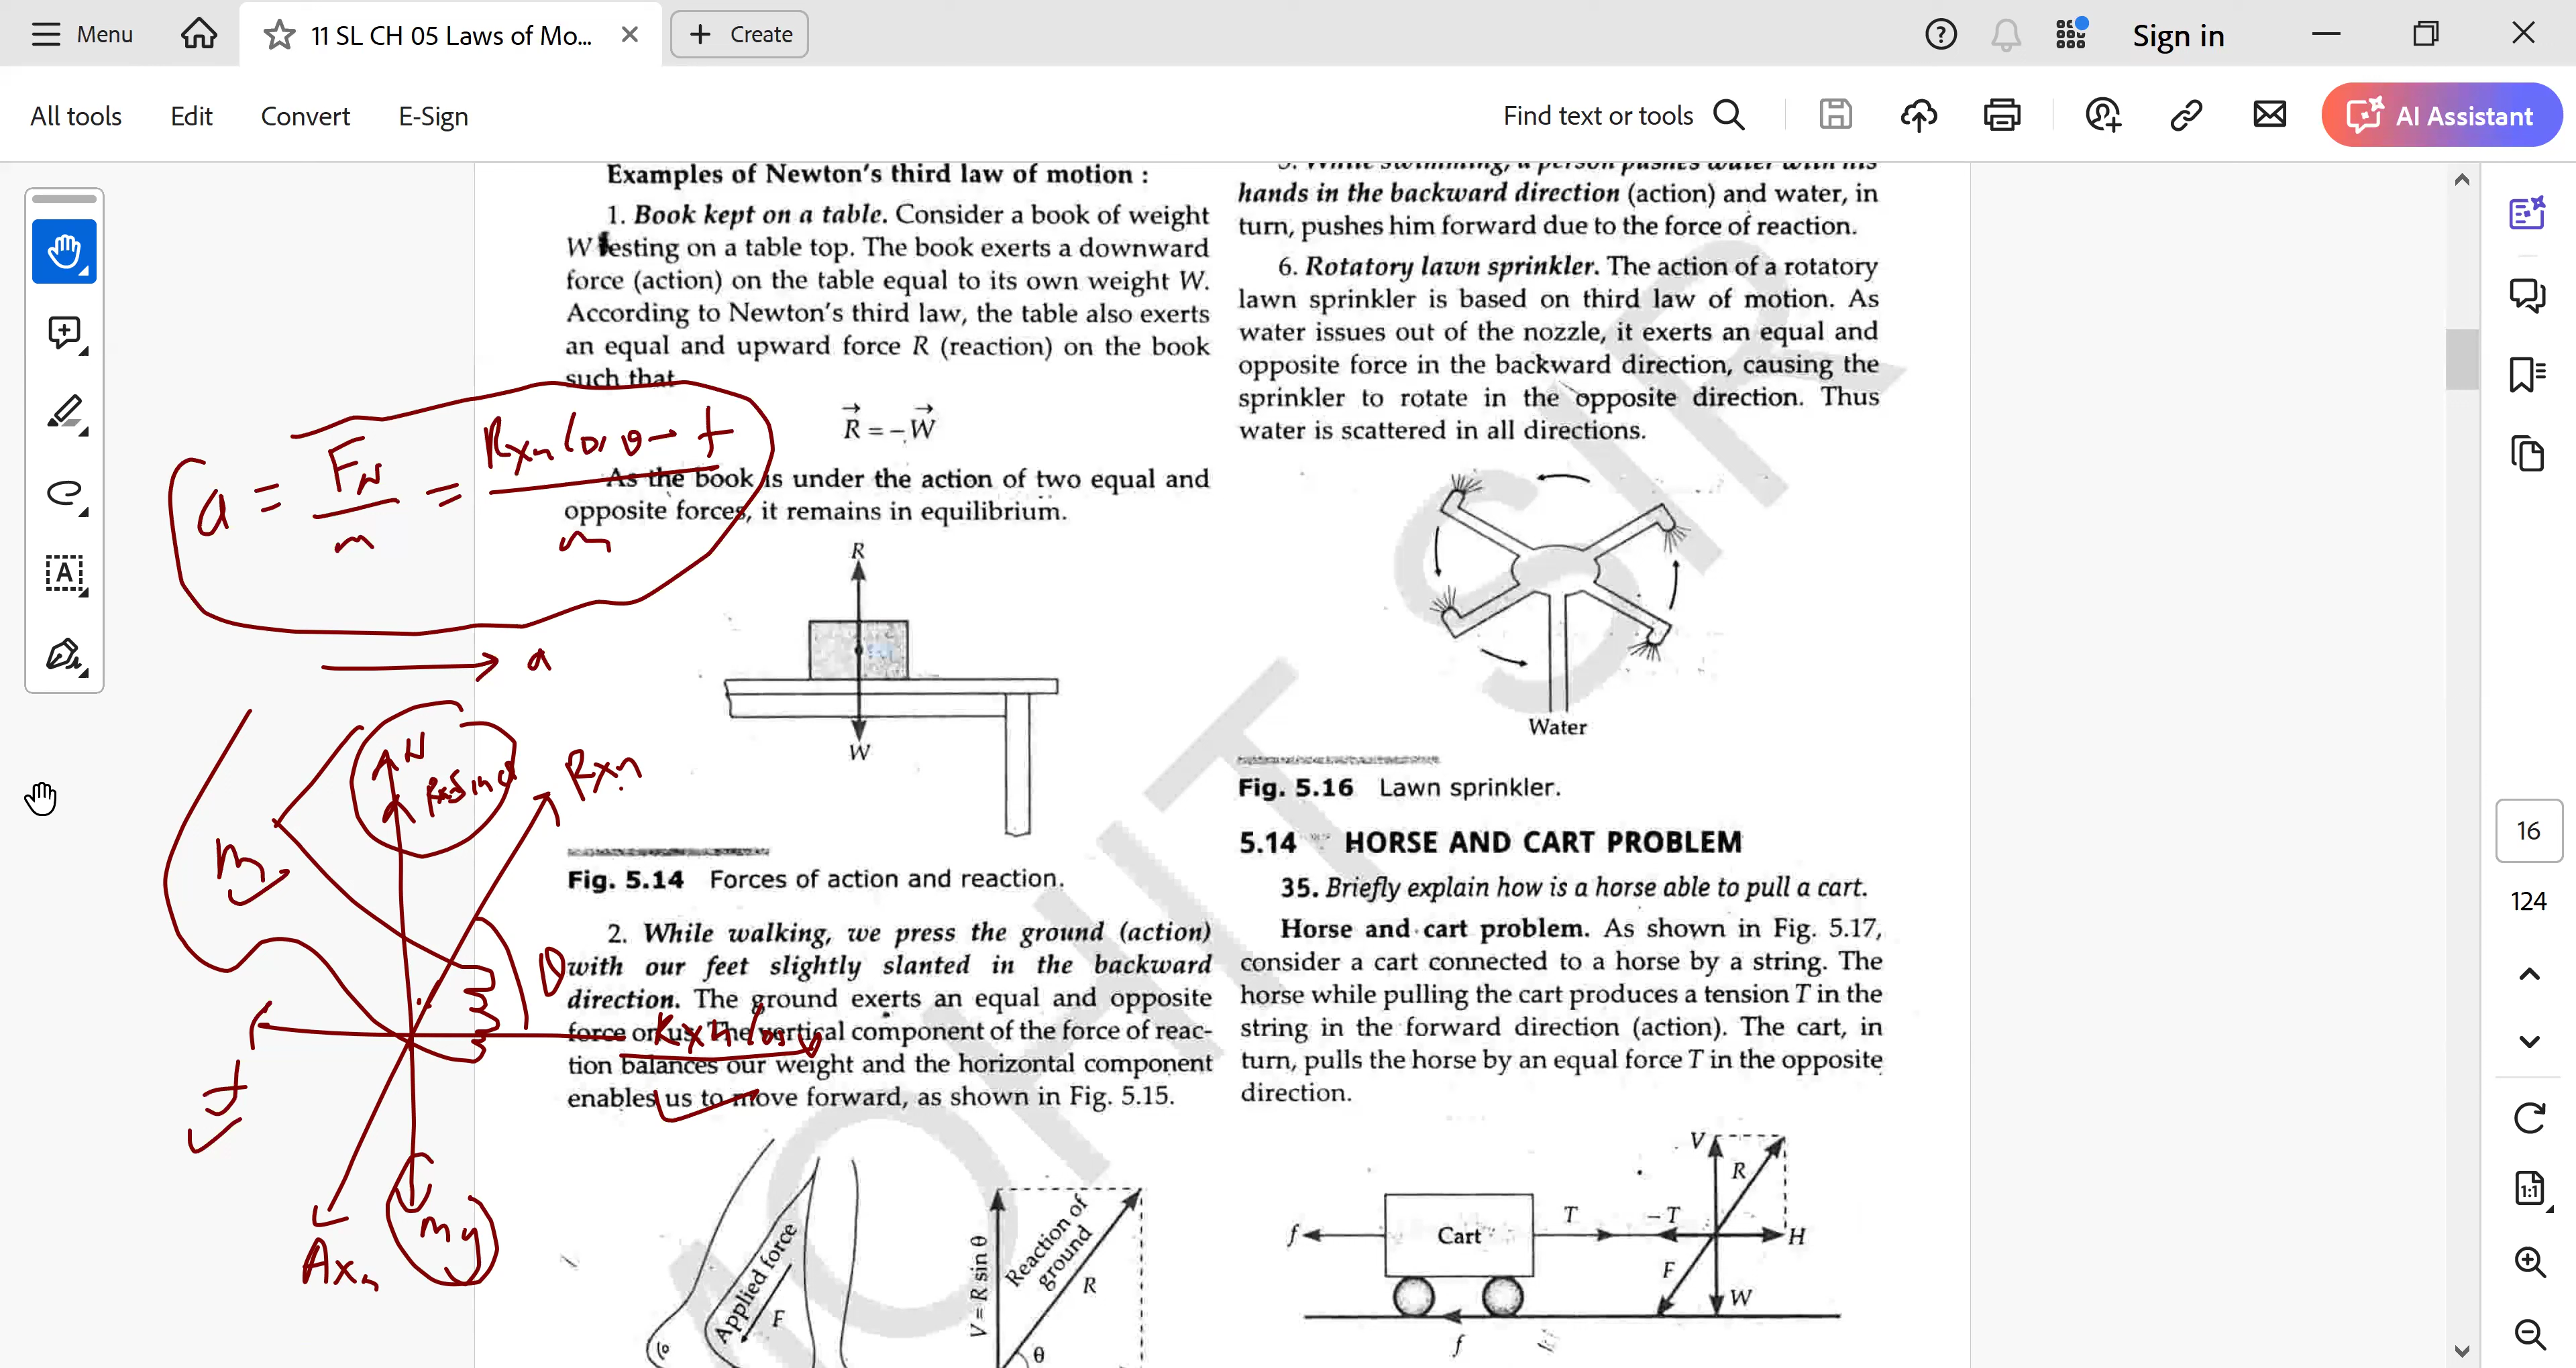 Menu
11 SL CH 05 Laws of Mo...
Create
Sign in
All tools
Edit
Convert
E-Sign
Find text or tools
AI Assistant
Examples of Newton's third law of motion :
1. Book kept on a table. Consider a book of weight
W resting on a table top. The book exerts a downward
force (action) on the table equal to its own weight W.
According to Newton's third law, the table also exerts
an equal and upward force R (reaction) on the book
such that
R = – W
As the book is under the action of two equal and
opposite forces, it remains in equilibrium.
R
W
Fig. 5.14 Forces of action and reaction.
2. While walking, we press the ground (action)
with our feet slightly slanted in the backward
direction. The ground exerts an equal and opposite
force on us. The vertical component of the force of reac-
tion balances our weight and the horizontal component
enables us to move forward, as shown in Fig. 5.15.
Applied force
F
V = R sin θ
Reaction of
ground
R
θ
a = F_N / m = Rxn cos θ – f / m
a
N
Rxn
m
θ
f
Axn
mg
5. While swimming, a person pushes water with his
hands in the backward direction (action) and water, in
turn, pushes him forward due to the force of reaction.
6. Rotatory lawn sprinkler. The action of a rotatory
lawn sprinkler is based on third law of motion. As
water issues out of the nozzle, it exerts an equal and
opposite force in the backward direction, causing the
sprinkler to rotate in the opposite direction. Thus
water is scattered in all directions.
Water
Fig. 5.16 Lawn sprinkler.
5.14 HORSE AND CART PROBLEM
35. Briefly explain how is a horse able to pull a cart.
Horse and cart problem. As shown in Fig. 5.17,
consider a cart connected to a horse by a string. The
horse while pulling the cart produces a tension T in the
string in the forward direction (action). The cart, in
turn, pulls the horse by an equal force T in the opposite
direction.
V
R
f
Cart
T
– T
H
F
W
f
SIR
16
124
1:1